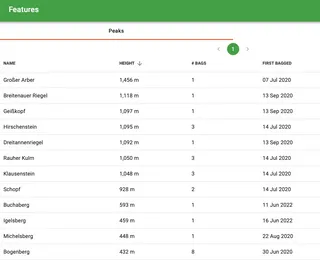 Features
Peaks
1
NAME HEIGHT # BAGS FIRST BAGGED
Großer Arber 1,456 m 1 07 Jul 2020
Breitenauer Riegel 1,118 m 1 13 Sep 2020
Geißkopf 1,097 m 1 13 Sep 2020
Hirschenstein 1,095 m 3 14 Jul 2020
Dreitannenriegel 1,092 m 1 13 Sep 2020
Rauher Kulm 1,050 m 3 14 Jul 2020
Klausenstein 1,048 m 3 14 Jul 2020
Schopf 928 m 2 14 Jul 2020
Buchaberg 593 m 1 11 Jun 2022
Igelsberg 459 m 1 16 Jun 2022
Michelsberg 448 m 1 22 Aug 2020
Bogenberg 432 m 8 30 Jun 2020